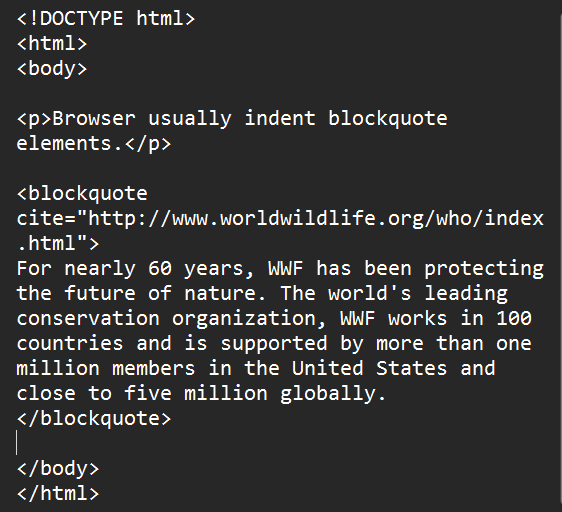 <!DOCTYPE html>
<html>
<body>
<p>Browser usually indent blockquote
elements.</p>
<blockquote
cite="http://www.worldwildlife.org/who/index
.html">
For nearly 60 years, WWF has been protecting
the future of nature. The world's leading
conservation organization, WWF works in 100
countries and is supported by more than one
million members in the United States and
close to five million globally.
</blockquote>
</body>
</html>